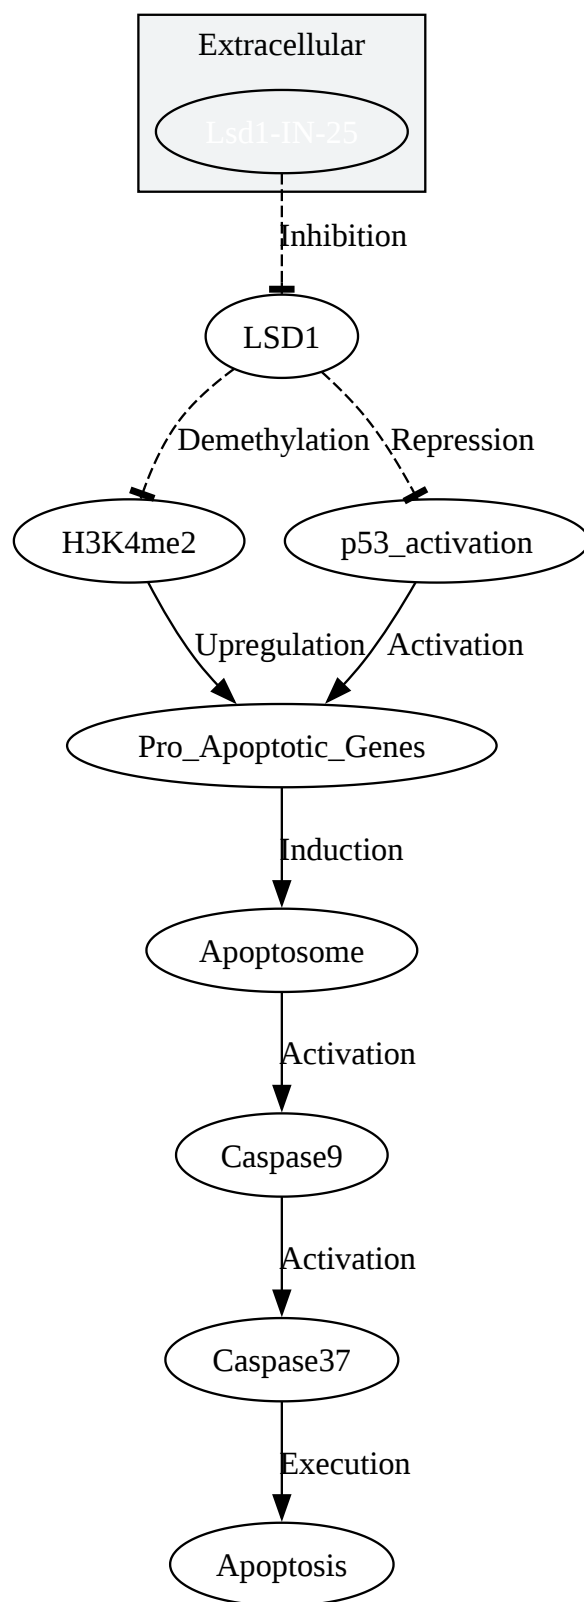 Extracellular
Lsd1-IN-25
Inhibition
LSD1
Demethylation
Repression
H3K4me2
p53_activation
Upregulation
Activation
Pro_Apoptotic_Genes
Induction
Apoptosome
Activation
Caspase9
Activation
Caspase37
Execution
Apoptosis